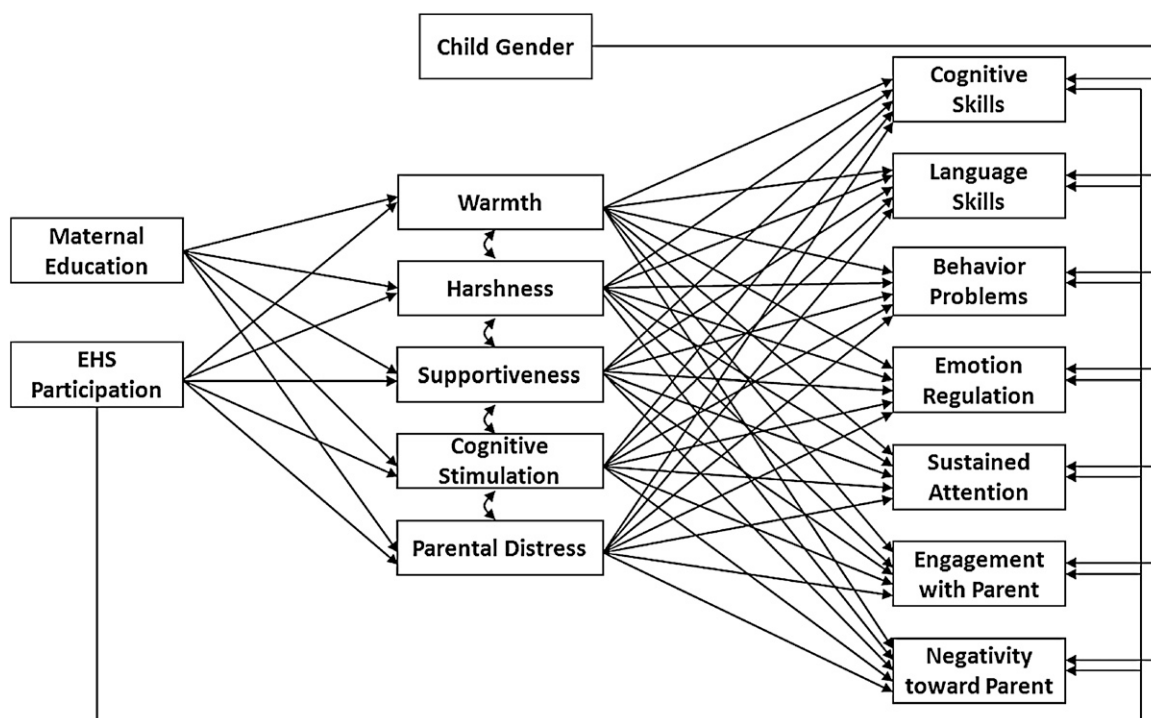 Child Gender
Maternal
Education
EHS
Participation
Warmth
Harshness
Supportiveness
Cognitive
Stimulation
Parental Distress
Cognitive
Skills
Language
Skills
Behavior
Problems
Emotion
Regulation
Sustained
Attention
Engagement
with Parent
Negativity
toward Parent